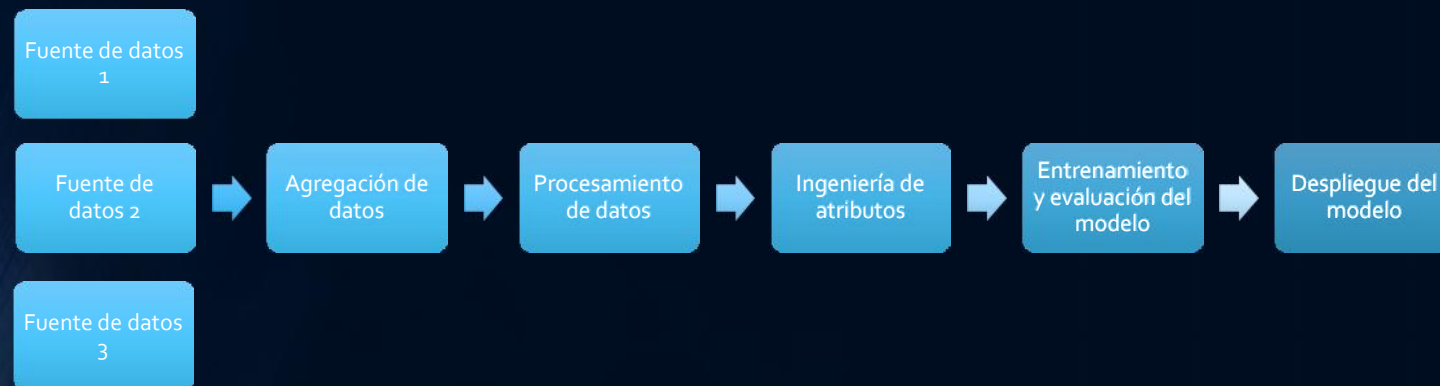 Fuente de datos
1
Fuente de
datos 2
Agregación de
datos
Procesamiento
de datos
Ingeniería de
atributos
Entrenamiento
y evaluación del
modelo
Despliegue del
modelo
Fuente de datos
3